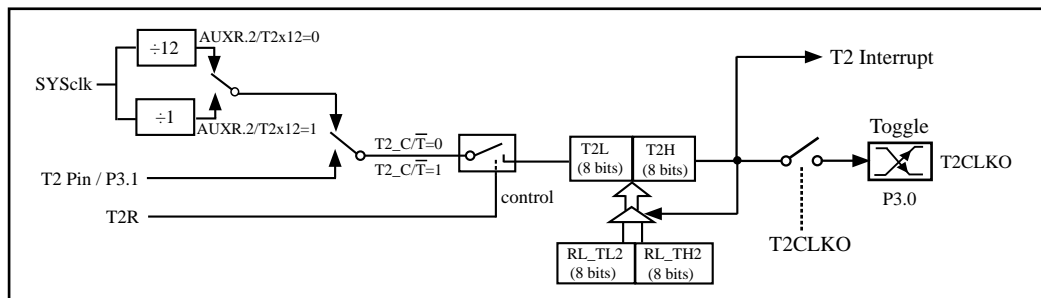 ÷12
AUXR.2/T2x12=0
SYSclk
÷1
AUXR.2/T2x12=1
T2_C/T̅=0
T2_C/T̅=1
T2 Pin / P3.1
T2R
control
T2L
(8 bits)
T2H
(8 bits)
RL_TL2
(8 bits)
RL_TH2
(8 bits)
T2 Interrupt
Toggle
T2CLKO
P3.0
T2CLKO